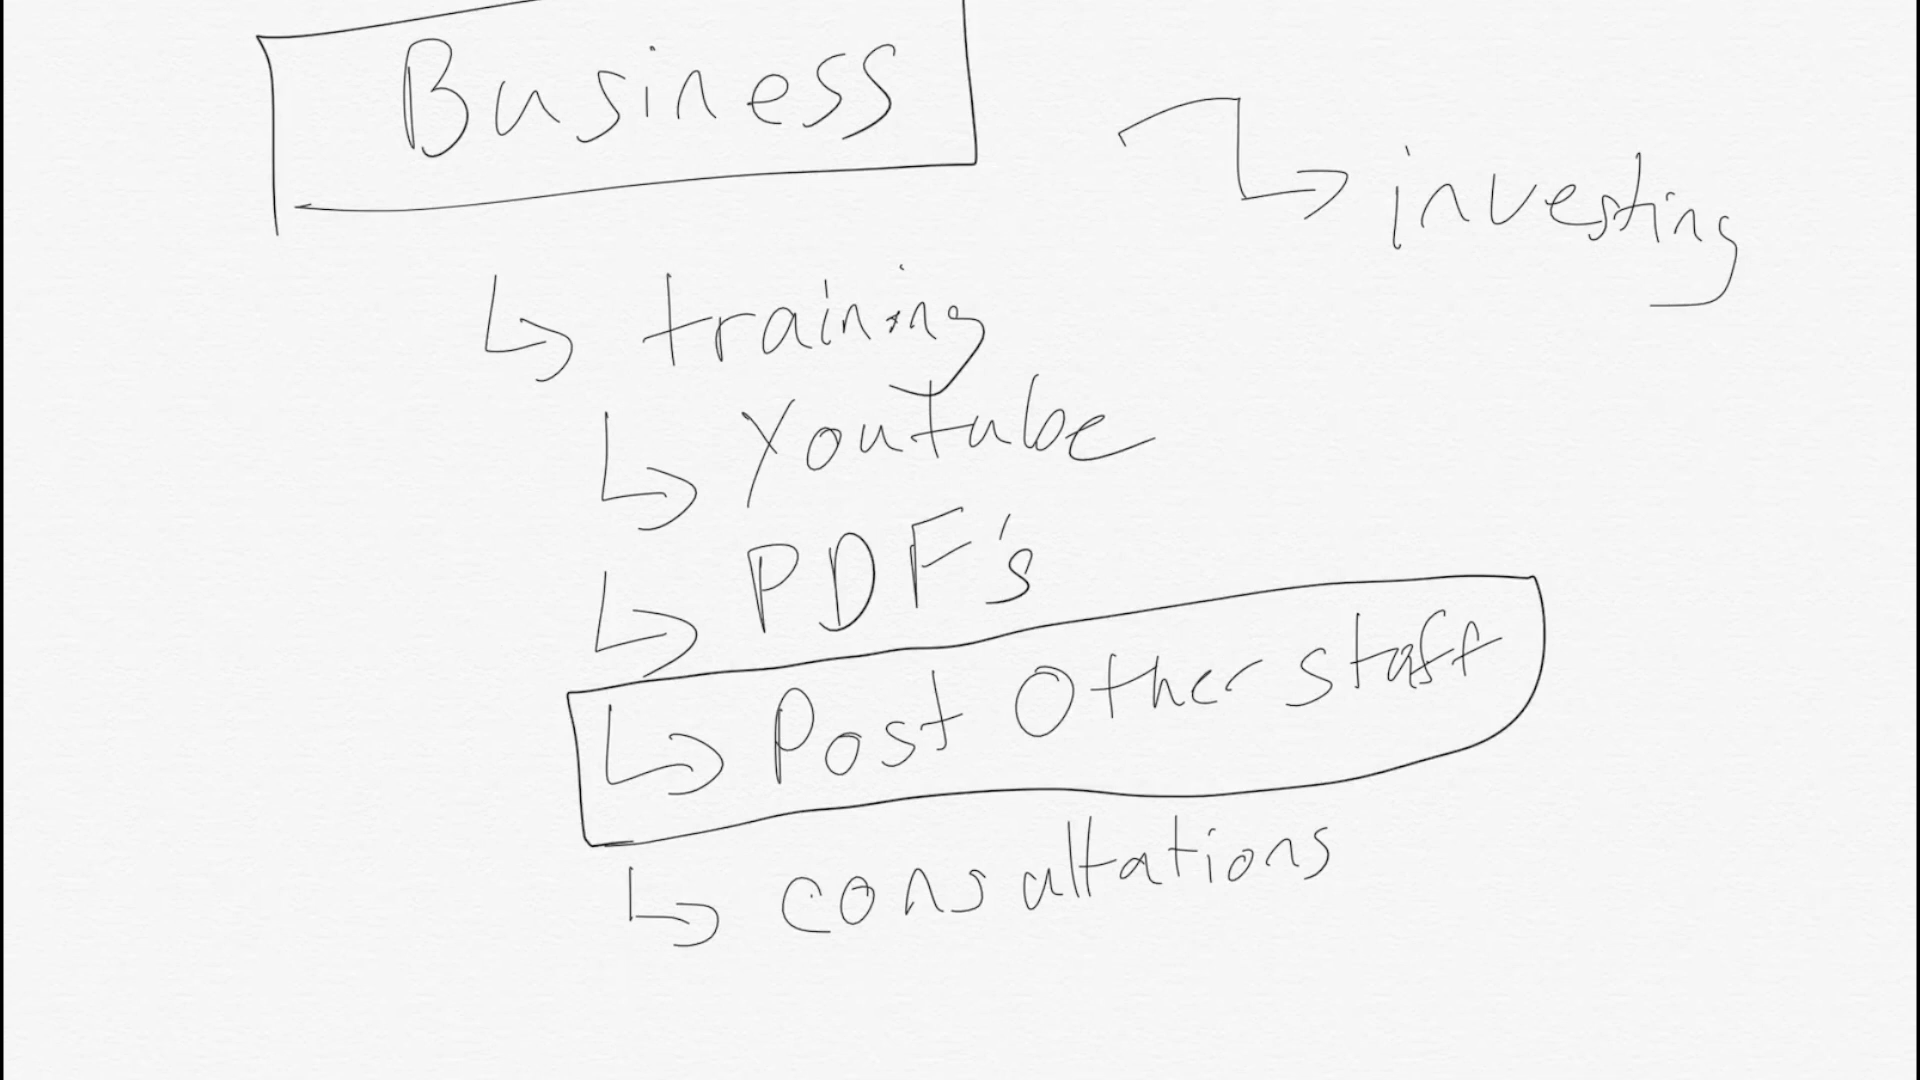 Business
investing
training
Youtube
PDF's
Post Other staff
consultations